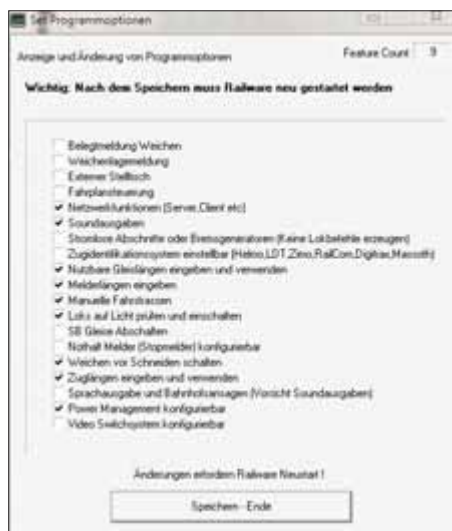 Set Programmoptionen
Anzeige und Änderung von Programmoptionen
Feature Count 9
Wichtig: Nach dem Speichern muss Railware neu gestartet werden
Belegtmeldung Weichen
Weichenlagemeldung
Externer Stelltisch
Fahrplansteuerung
Netzwerkfunktionen (Server,Client etc)
Soundausgaben
Stromlose Abschnitte oder Bremsgeneratoren (Keine Lokbefehle erzeugen)
Zugidentifikationssystem einstellbar (Helmo,LDT,Zimo,RailCom,Digitrax,Massoth)
Nutzbare Gleislängen eingeben und verwenden
Melderlängen eingeben
Manuelle Fahrstrassen
Loks auf Licht prüfen und einschalten
SB Gleise Abschalten
Nothalt Melder (Stopmelder) konfigurierbar
Weichen vor Schneiden schalten
Zuglängen eingeben und verwenden
Sprachausgabe und Bahnhofsansagen (Vorsicht Soundausgaben)
Power Management konfigurierbar
Video Switchsystem konfigurierbar
Änderungen erfordern Railware Neustart !
Speichern - Ende